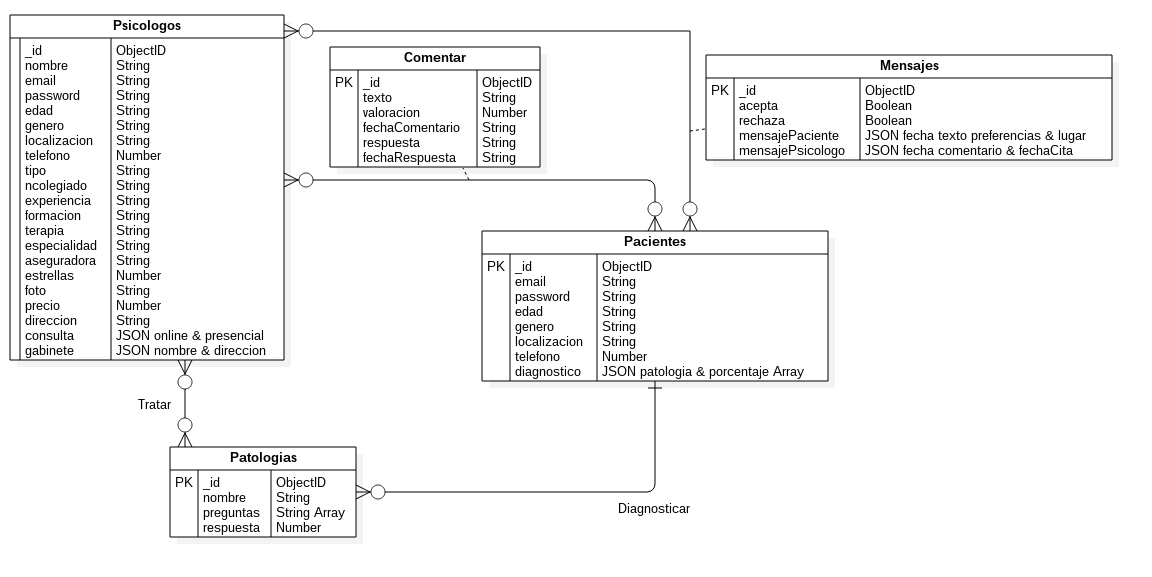 Psicologos
_id ObjectID
nombre String
email String
password String
edad String
genero String
localizacion String
telefono Number
tipo String
ncolegiado String
experiencia String
formacion String
terapia String
especialidad String
aseguradora String
estrellas Number
foto String
precio Number
direccion String
consulta JSON online & presencial
gabinete JSON nombre & direccion
Comentar
PK _id ObjectID
texto String
valoracion Number
fechaComentario String
respuesta String
fechaRespuesta String
Mensajes
PK _id ObjectID
acepta Boolean
rechaza Boolean
mensajePaciente JSON fecha texto preferencias & lugar
mensajePsicologo JSON fecha comentario & fechaCita
Pacientes
PK _id ObjectID
email String
password String
edad String
genero String
localizacion String
telefono Number
diagnostico JSON patologia & porcentaje Array
Tratar
Patologias
PK _id ObjectID
nombre String
preguntas String Array
respuesta Number
Diagnosticar